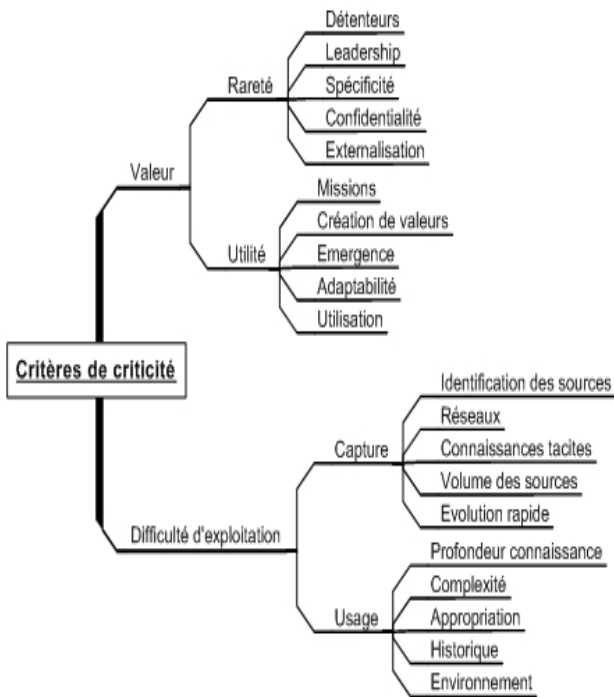 Détenteurs
Leadership
Rareté
Spécificité
Confidentialité
Externalisation
Valeur
Missions
Création de valeurs
Utilité
Emergence
Adaptabilité
Utilisation
Critères de criticité
Identification des sources
Réseaux
Capture
Connaissances tacites
Volume des sources
Evolution rapide
Difficulté d'exploitation
Profondeur connaissance
Complexité
Usage
Appropriation
Historique
Environnement